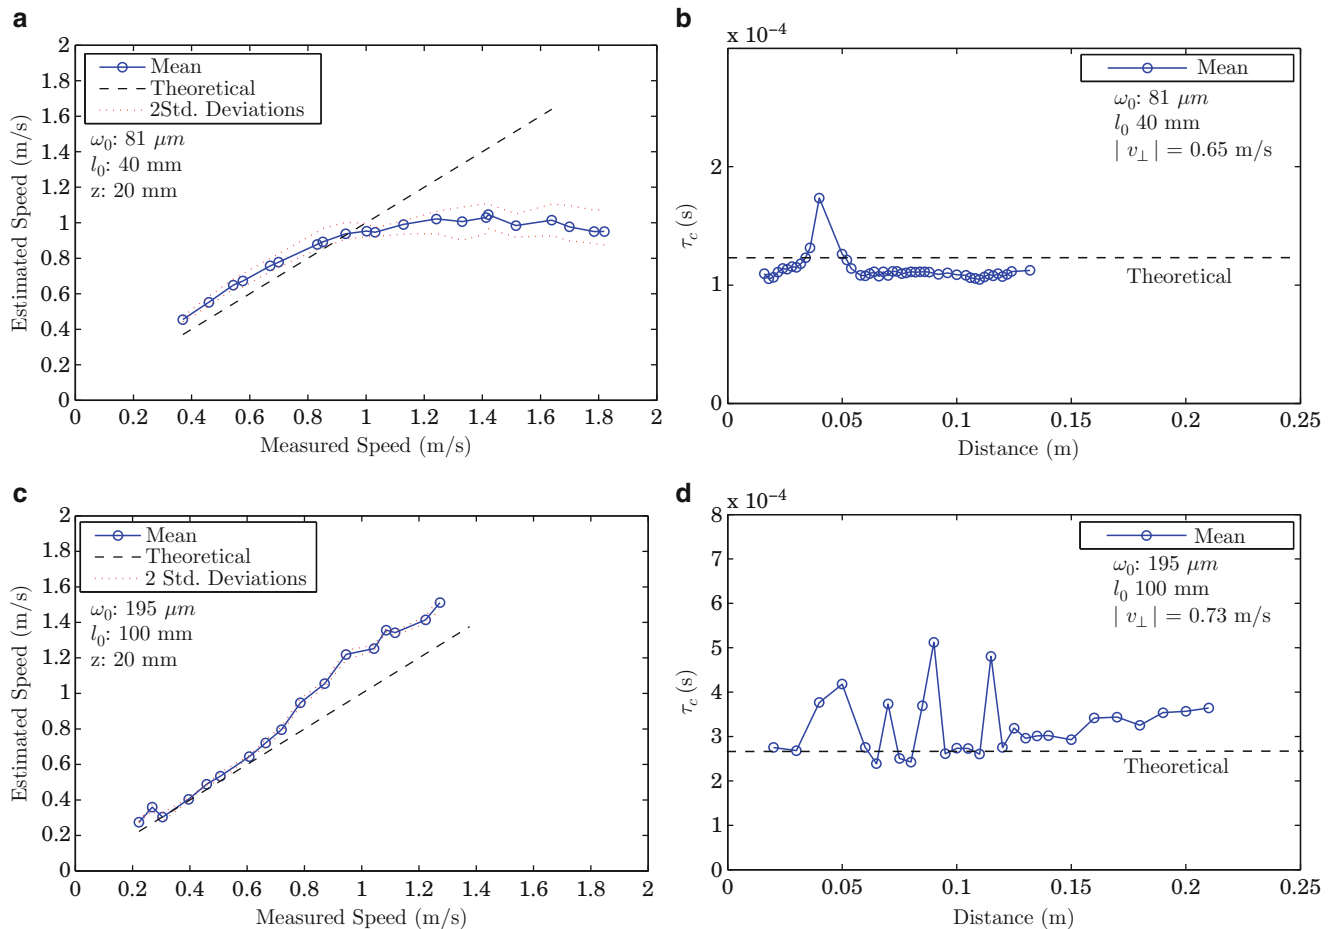 a
2
1.8
1.6
1.4
1.2
1
0.8
0.6
0.4
0.2
0
Estimated Speed (m/s)
Mean
Theoretical
2Std. Deviations
ω₀: 81 μm
l₀: 40 mm
z: 20 mm
0 0.2 0.4 0.6 0.8 1 1.2 1.4 1.6 1.8 2
Measured Speed (m/s)
b
x 10⁻⁴
2
1
0
τ_c (s)
Mean
ω₀: 81 μm
l₀ 40 mm
| v⊥ | = 0.65 m/s
Theoretical
0 0.05 0.1 0.15 0.2 0.25
Distance (m)
c
2
1.8
1.6
1.4
1.2
1
0.8
0.6
0.4
0.2
0
Estimated Speed (m/s)
Mean
Theoretical
2 Std. Deviations
ω₀: 195 μm
l₀: 100 mm
z: 20 mm
0 0.2 0.4 0.6 0.8 1 1.2 1.4 1.6 1.8 2
Measured Speed (m/s)
d
x 10⁻⁴
8
7
6
5
4
3
2
1
0
τ_c (s)
Mean
ω₀: 195 μm
l₀ 100 mm
| v⊥ | = 0.73 m/s
Theoretical
0 0.05 0.1 0.15 0.2 0.25
Distance (m)